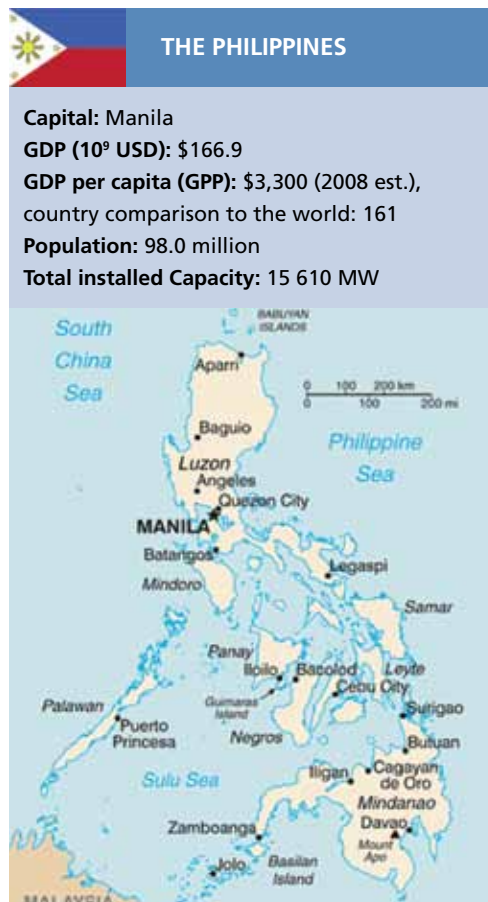 THE PHILIPPINES
Capital: Manila
GDP (10⁹ USD): $166.9
GDP per capita (GPP): $3,300 (2008 est.),
country comparison to the world: 161
Population: 98.0 million
Total installed Capacity: 15 610 MW
BABUYAN
ISLANDS
South
China
Sea
Aparri
0 100 200 km
0 100 200 mi
Baguio
Philippine
Sea
Luzon
Angeles
Quezon City
MANILA
Batangos
Legaspi
Mindoro
Samar
Panay
Iloilo
Bacolod
Leyte
Cebu City
Guimaras
Island
Palawan
Surigao
Puerto
Princesa
Negros
Butuan
Sulu Sea
Iligan
Cagayan
de Oro
Mindanao
Zamboanga
Davao
Mount
Apo
Jolo
Basilan
Island
MALAYSIA